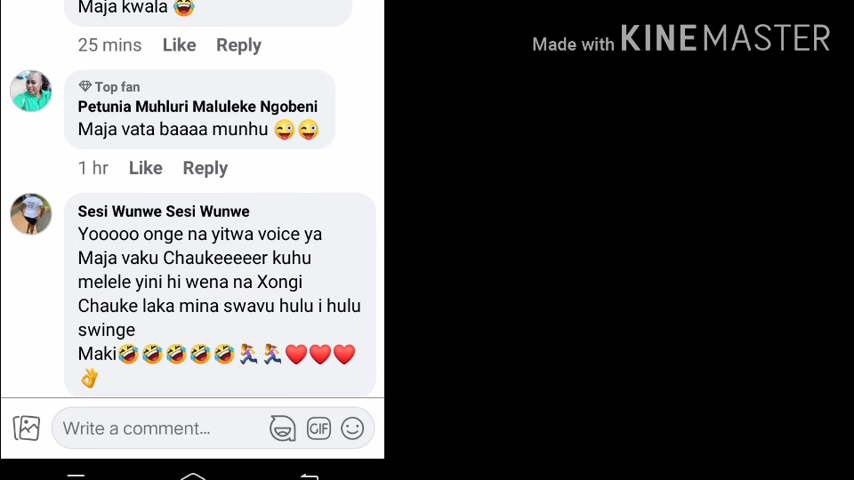 Maja kwala 😂
25 mins Like Reply
Made with KINEMASTER
Top fan
Petunia Muhluri Maluleke Ngobeni
Maja vata baaaa munhu 😜😜
1 hr Like Reply
Sesi Wunwe Sesi Wunwe
Yooooo onge na yitwa voice ya
Maja vaku Chaukeeeeer kuhu
melele yini hi wena na Xongi
Chauke laka mina swavu hulu i hulu
swinge
Maki🤣🤣🤣🤣🤣🏃‍♀️🏃‍♀️♥️♥️♥️
👌
Write a comment...
GIF